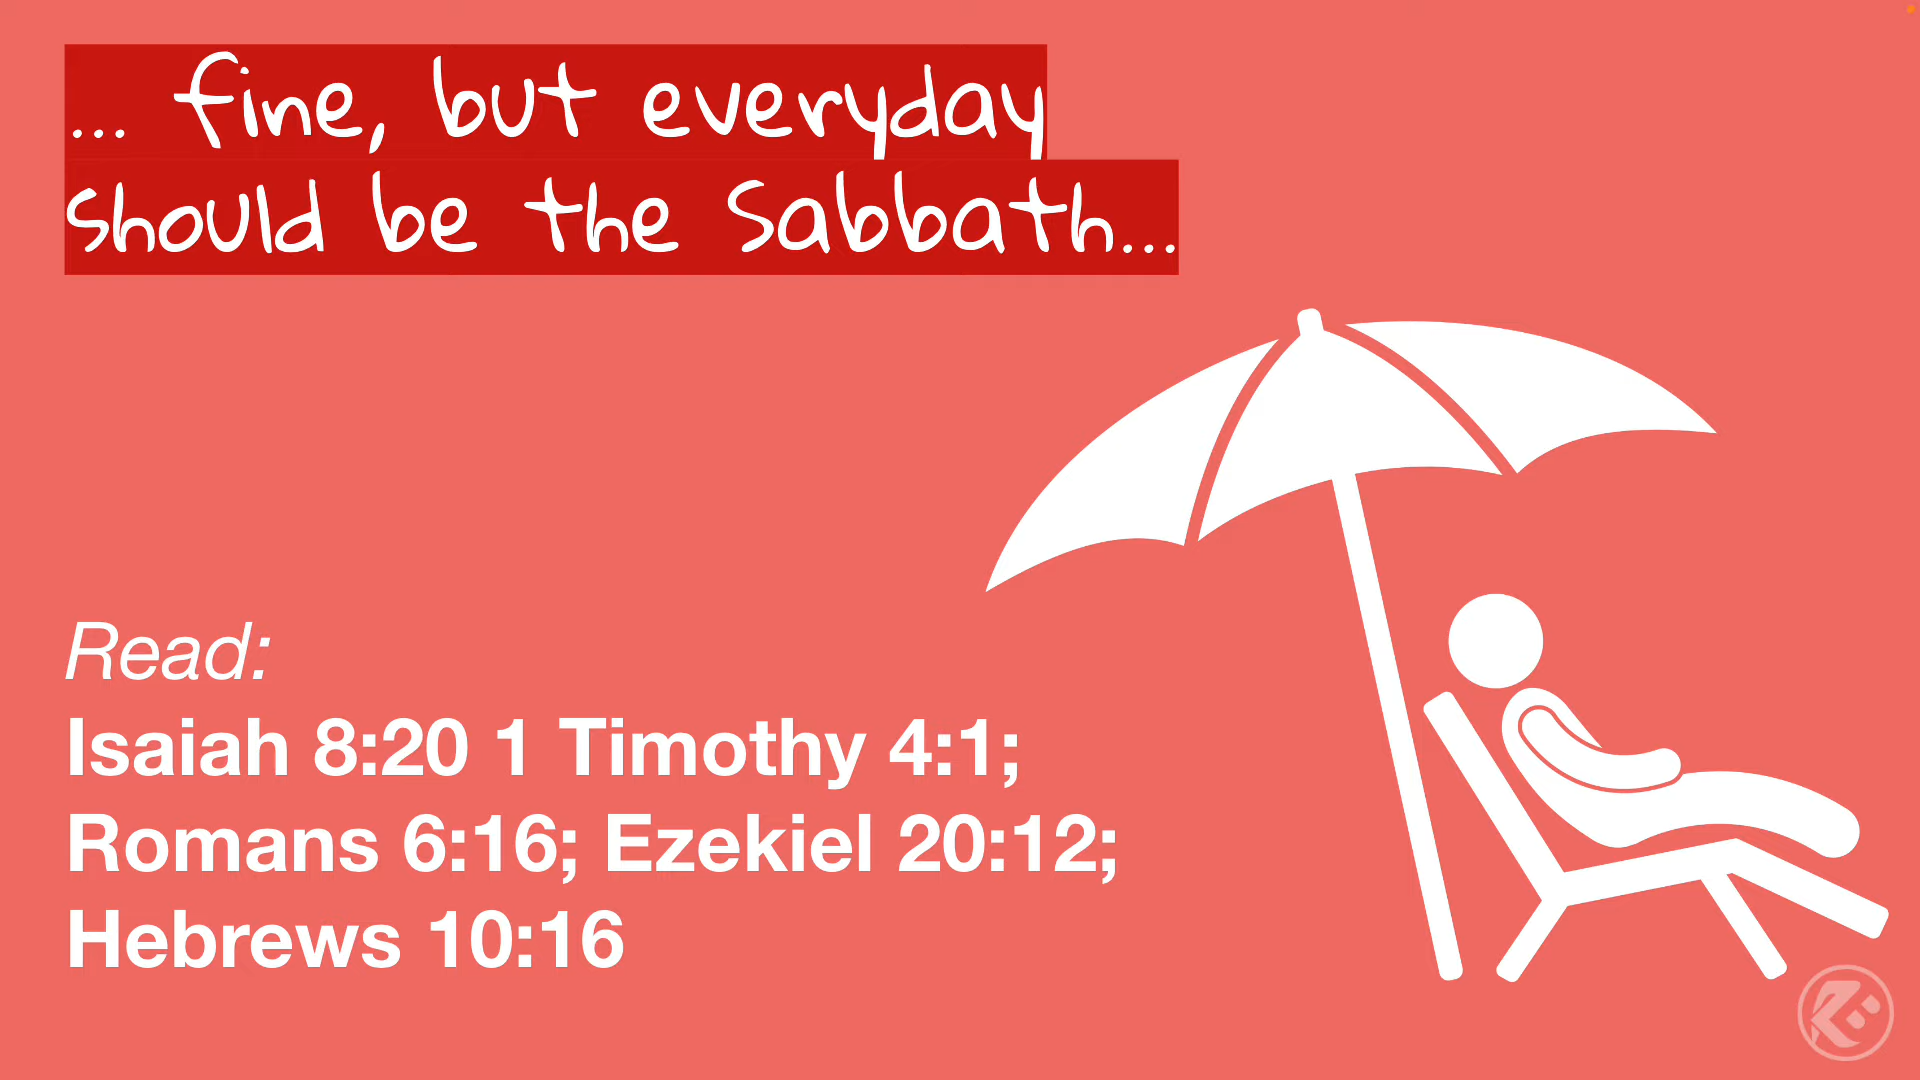 ... fine, but everyday
should be the Sabbath...
Read:
Isaiah 8:20 1 Timothy 4:1;
Romans 6:16; Ezekiel 20:12;
Hebrews 10:16